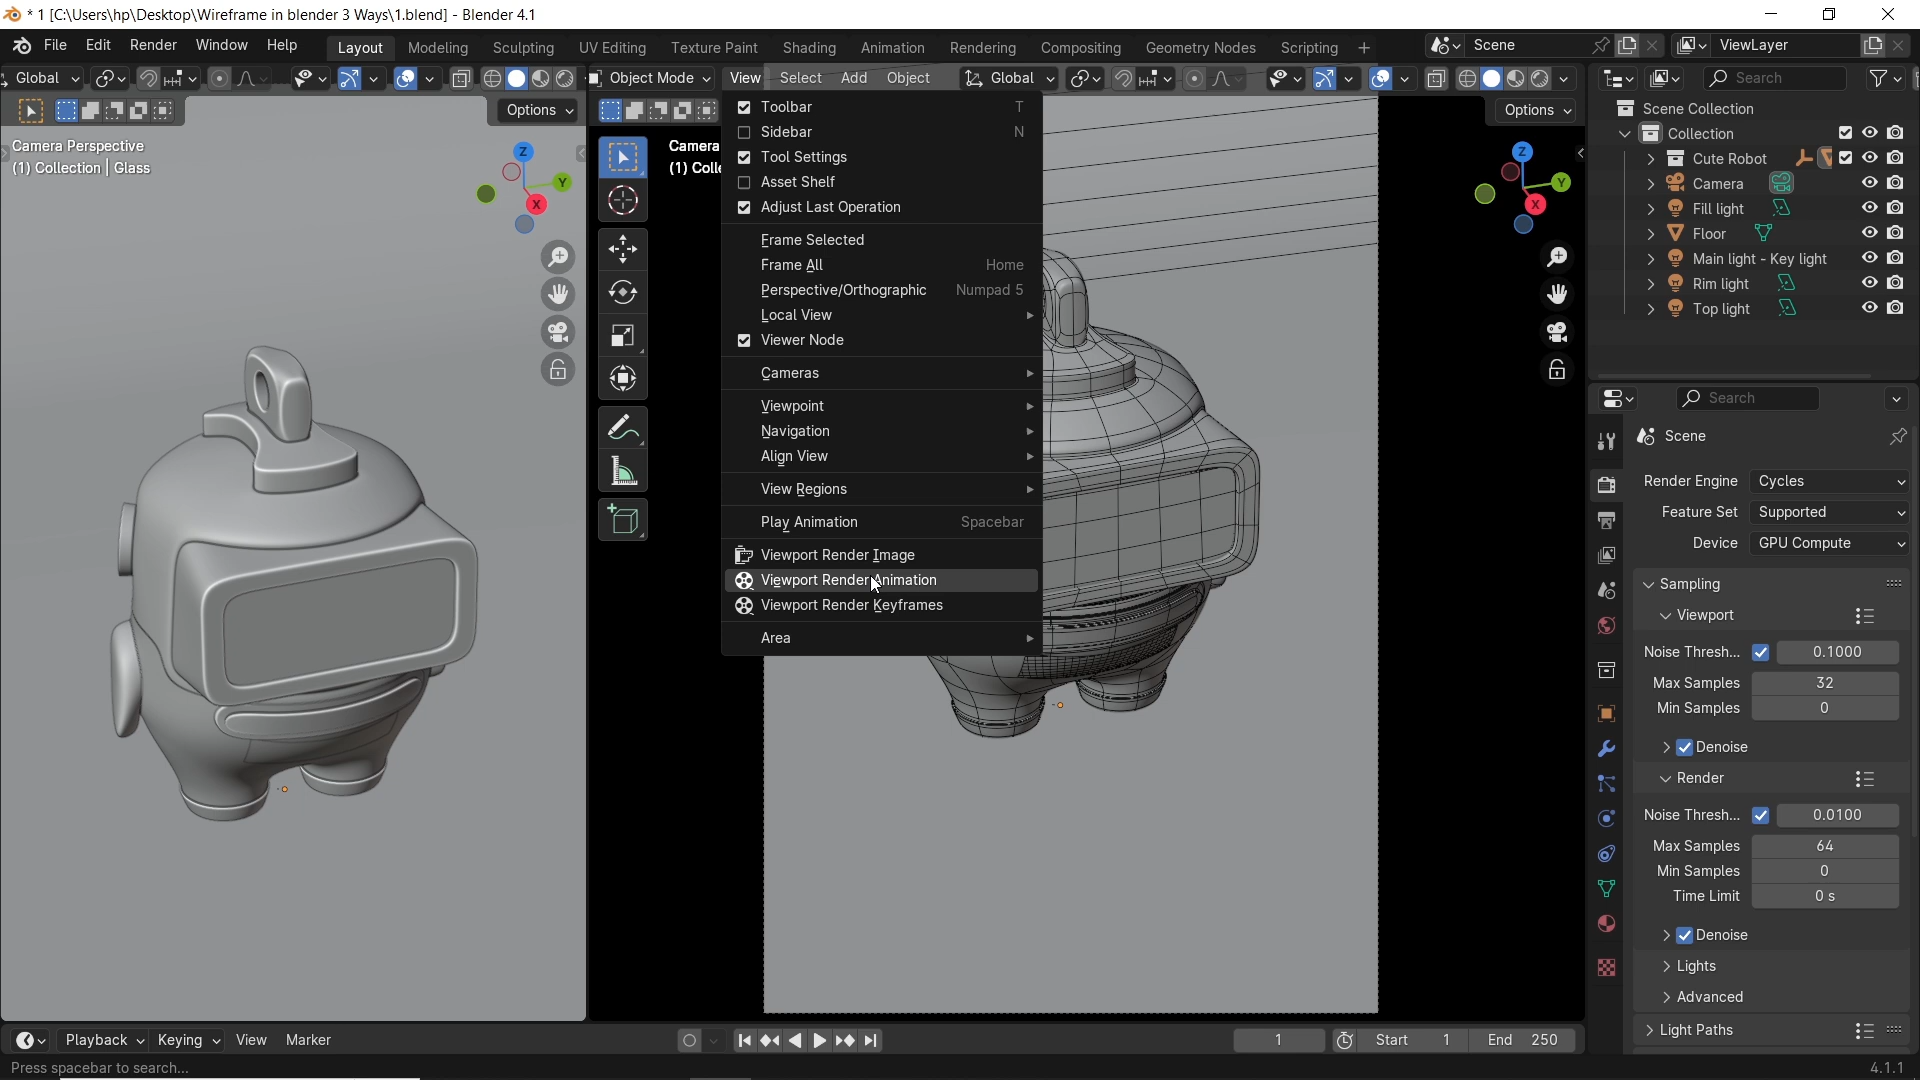 * 1 [C:\Users\hp\Desktop\Wireframe in blender 3 Ways\1.blend] - Blender 4.1
File Edit Render Window Help Layout Modeling Sculpting UV Editing Texture Paint Shading Animation Rendering Compositing Geometry Nodes Scripting + Scene ViewLayer
Global Object Mode View Select Add Object Global Search
Options Options
Camera Perspective
(1) Collection | Glass
Camera
(1) Colle
Z
Y
X
Toolbar T
Sidebar N
Tool Settings
Asset Shelf
Adjust Last Operation
Frame Selected
Frame All Home
Perspective/Orthographic Numpad 5
Local View
Viewer Node
Cameras
Viewpoint
Navigation
Align View
View Regions
Play Animation Spacebar
Viewport Render Image
Viewport Render Animation
Viewport Render Keyframes
Area
Z
Y
X
Scene Collection
Collection
Cute Robot
Camera
Fill light
Floor
Main light - Key light
Rim light
Top light
Search
Scene
Render Engine Cycles
Feature Set Supported
Device GPU Compute
Sampling
Viewport
Noise Thresh... 0.1000
Max Samples 32
Min Samples 0
Denoise
Render
Noise Thresh... 0.0100
Max Samples 64
Min Samples 0
Time Limit 0 s
Denoise
Lights
Advanced
Light Paths
Playback Keying View Marker 1 Start 1 End 250
Press spacebar to search... 4.1.1